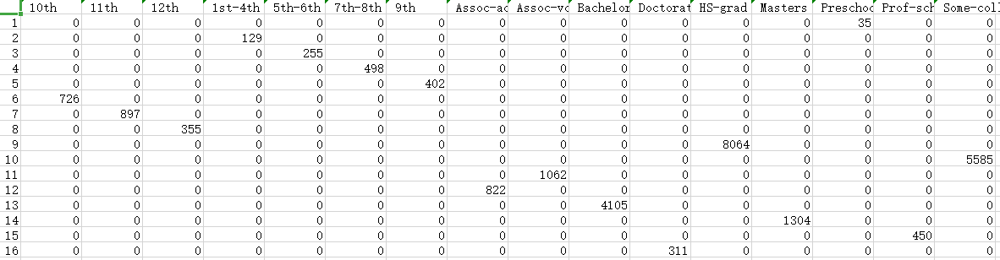 10th 11th 12th 1st-4th 5th-6th 7th-8th 9th Assoc-ac Assoc-vo Bachelor Doctorat HS-grad Masters Preschoo Prof-sch Some-coll
1 0 0 0 0 0 0 0 0 0 0 0 0 0 35 0 0
2 0 0 0 129 0 0 0 0 0 0 0 0 0 0 0 0
3 0 0 0 0 255 0 0 0 0 0 0 0 0 0 0 0
4 0 0 0 0 0 498 0 0 0 0 0 0 0 0 0 0
5 0 0 0 0 0 0 402 0 0 0 0 0 0 0 0 0
6 726 0 0 0 0 0 0 0 0 0 0 0 0 0 0 0
7 0 897 0 0 0 0 0 0 0 0 0 0 0 0 0 0
8 0 0 355 0 0 0 0 0 0 0 0 0 0 0 0 0
9 0 0 0 0 0 0 0 0 0 0 0 8064 0 0 0 0
10 0 0 0 0 0 0 0 0 0 0 0 0 0 0 0 5585
11 0 0 0 0 0 0 0 0 1062 0 0 0 0 0 0 0
12 0 0 0 0 0 0 0 822 0 0 0 0 0 0 0 0
13 0 0 0 0 0 0 0 0 0 4105 0 0 0 0 0 0
14 0 0 0 0 0 0 0 0 0 0 0 0 1304 0 0 0
15 0 0 0 0 0 0 0 0 0 0 0 0 0 0 450 0
16 0 0 0 0 0 0 0 0 0 0 311 0 0 0 0 0